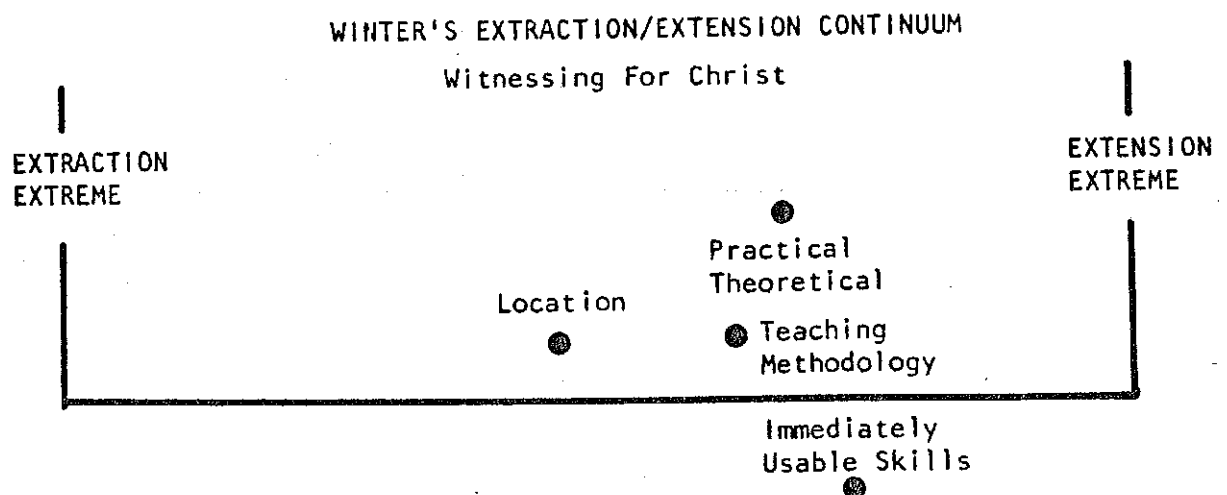 WINTER'S EXTRACTION/EXTENSION CONTINUUM
Witnessing For Christ
EXTRACTION
EXTREME
EXTENSION
EXTREME
Practical
Theoretical
Location
Teaching
Methodology
Immediately
Usable Skills